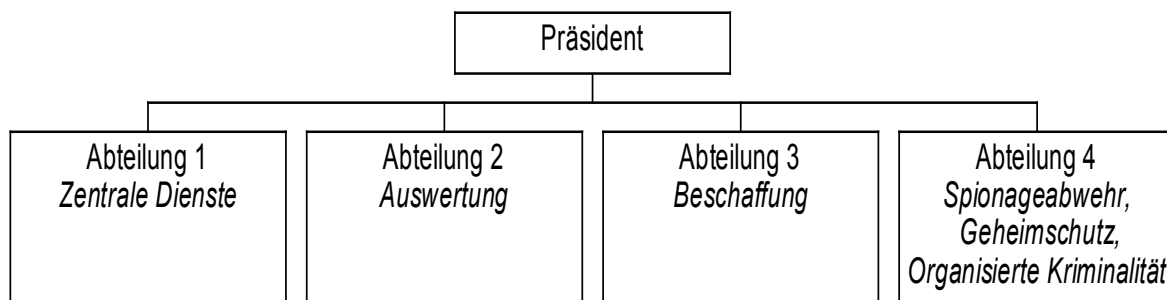 Präsident
Abteilung 1
Zentrale Dienste
Abteilung 2
Auswertung
Abteilung 3
Beschaffung
Abteilung 4
Spionageabwehr,
Geheimschutz,
Organisierte Kriminalität